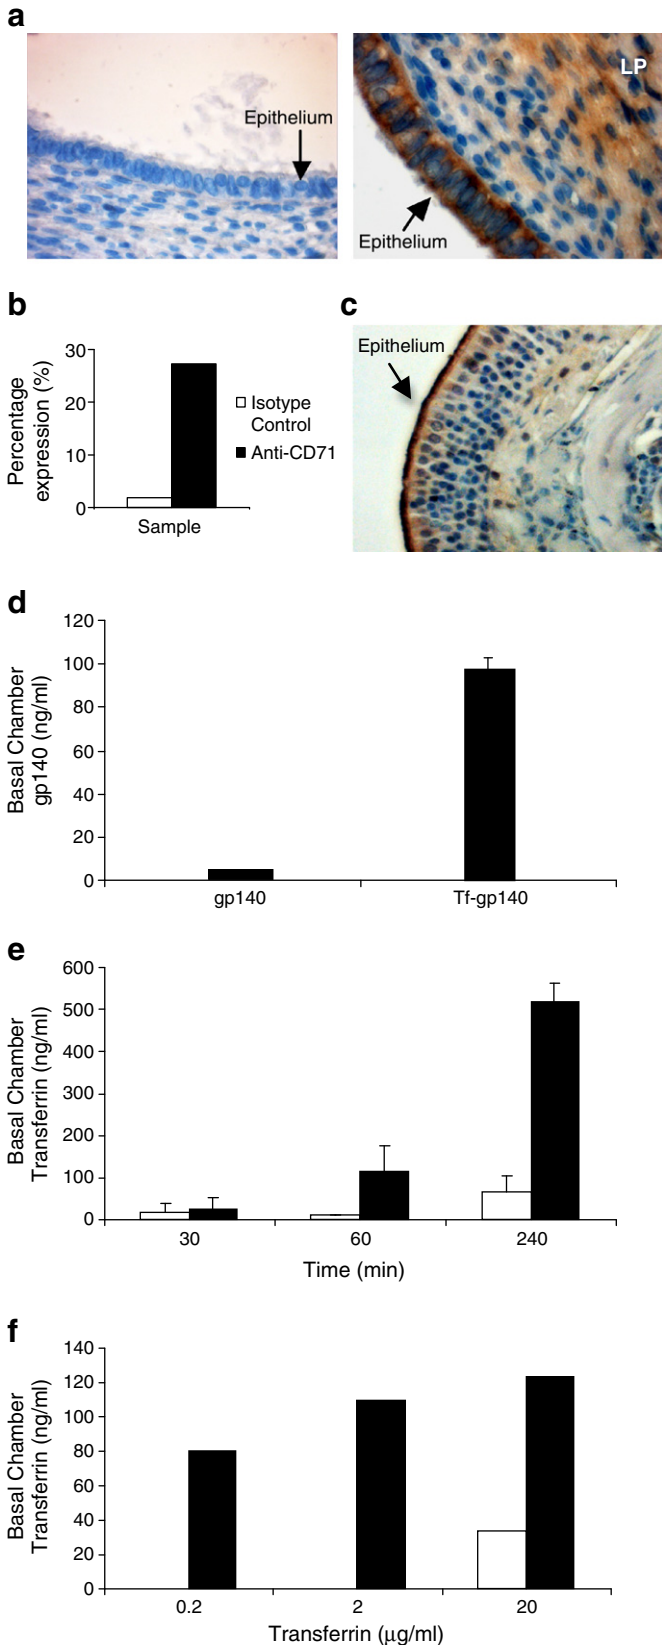 a
Epithelium
LP
Epithelium
b
Percentage
expression (%)
30
20
10
0
Sample
Isotype
Control
Anti-CD71
c
Epithelium
d
Basal Chamber
gp140 (ng/ml)
120
100
80
60
40
20
0
gp140
Tf-gp140
e
Basal Chamber
Transferrin (ng/ml)
600
500
400
300
200
100
0
30
60
240
Time (min)
f
Basal Chamber
Transferrin (ng/ml)
140
120
100
80
60
40
20
0
0.2
2
20
Transferrin (μg/ml)